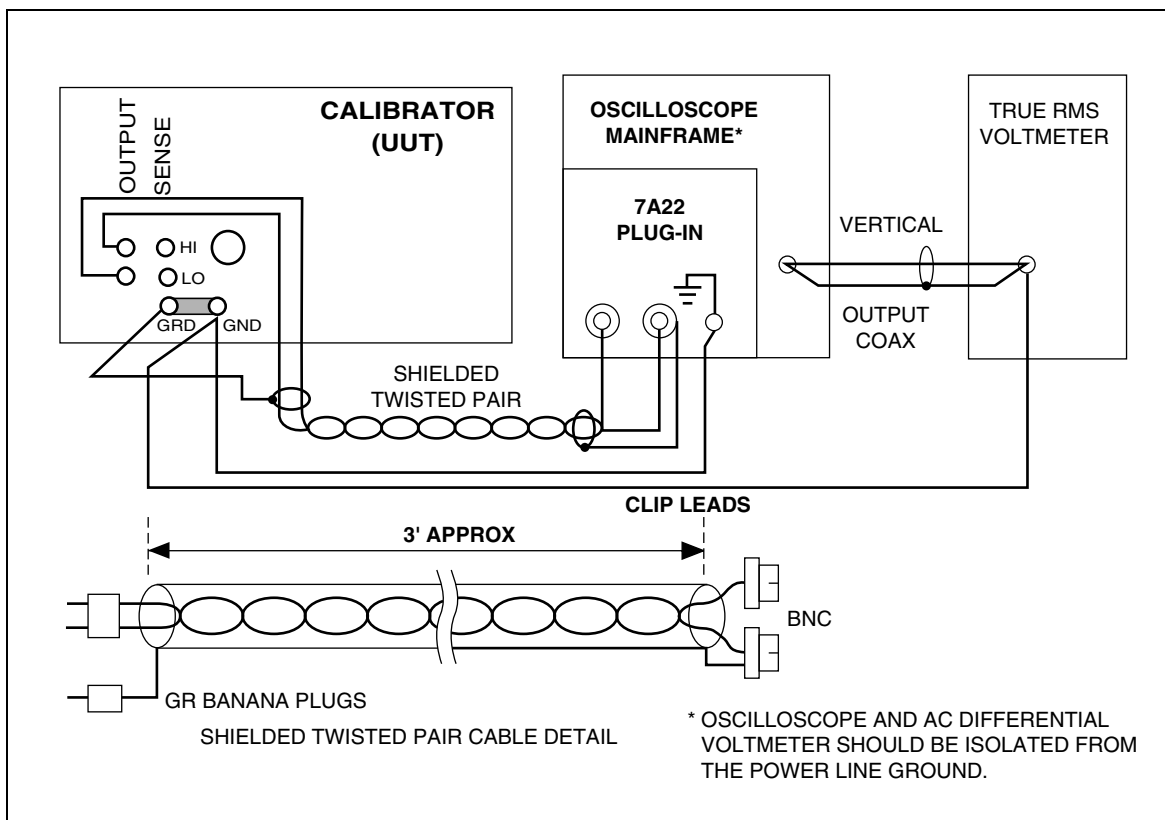 OUTPUT
SENSE
CALIBRATOR
(UUT)
HI
LO
GRD
GND
OSCILLOSCOPE
MAINFRAME*
7A22
PLUG-IN
TRUE RMS
VOLTMETER
VERTICAL
OUTPUT
COAX
SHIELDED
TWISTED PAIR
CLIP LEADS
3' APPROX
BNC
GR BANANA PLUGS
SHIELDED TWISTED PAIR CABLE DETAIL
* OSCILLOSCOPE AND AC DIFFERENTIAL
VOLTMETER SHOULD BE ISOLATED FROM
THE POWER LINE GROUND.